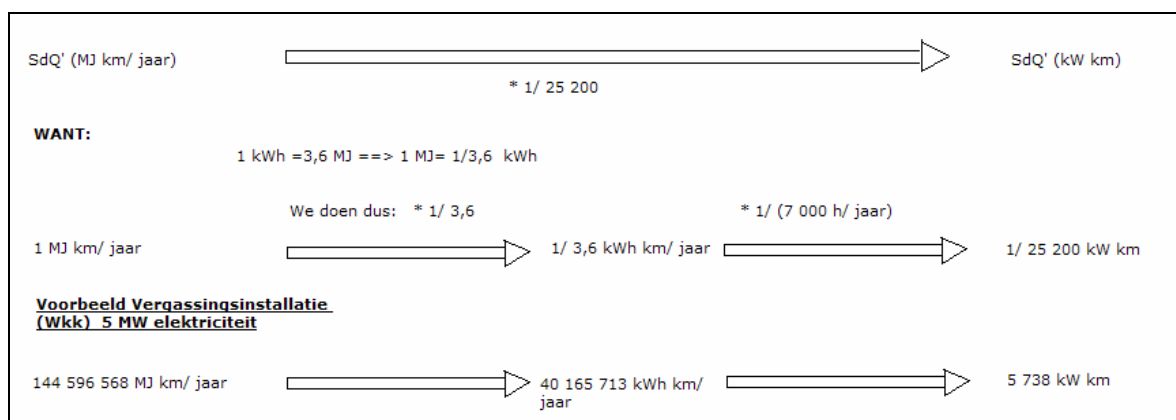 SdQ' (MJ km/ jaar)
SdQ' (kW km)
* 1/ 25 200
WANT:
1 kWh =3,6 MJ ==> 1 MJ= 1/3,6 kWh
We doen dus: * 1/ 3,6
* 1/ (7 000 h/ jaar)
1 MJ km/ jaar
1/ 3,6 kWh km/ jaar
1/ 25 200 kW km
Voorbeeld Vergassingsinstallatie
(Wkk) 5 MW elektriciteit
144 596 568 MJ km/ jaar
40 165 713 kWh km/
jaar
5 738 kW km